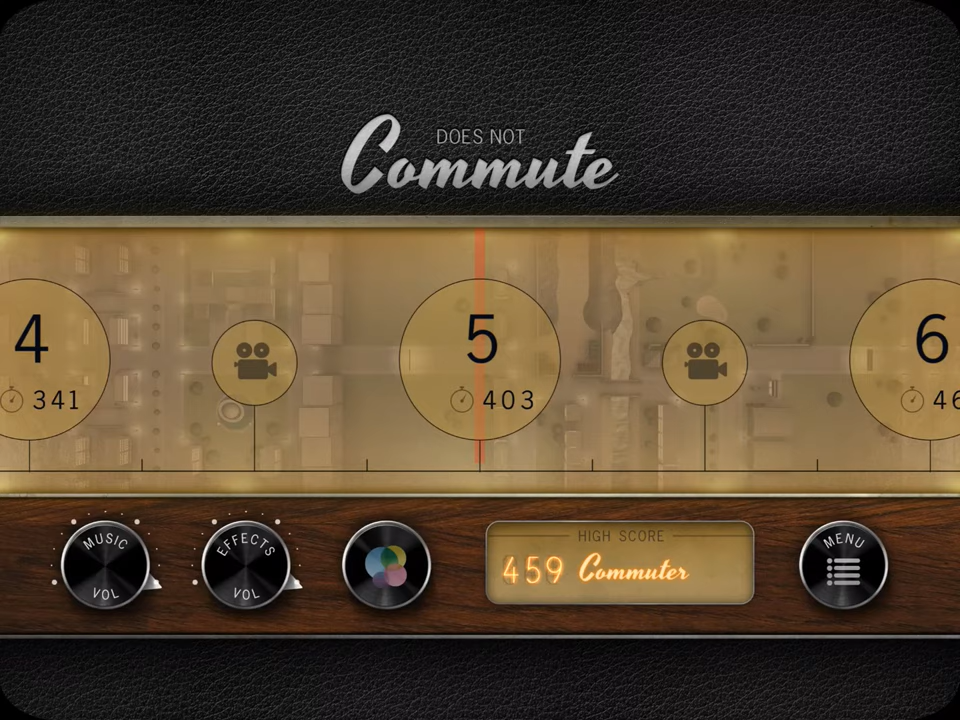 DOES NOT
Commute
4
341
5
403
6
46
MUSIC
VOL
EFFECTS
VOL
HIGH SCORE
459 Commuter
MENU